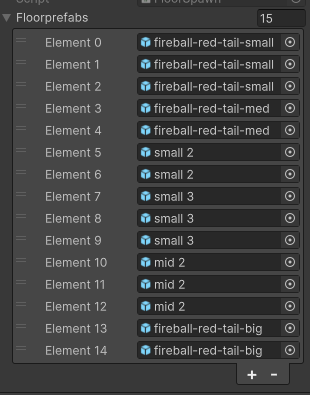 Script FloorSpawn
Floorprefabs 15
Element 0 fireball-red-tail-small
Element 1 fireball-red-tail-small
Element 2 fireball-red-tail-small
Element 3 fireball-red-tail-med
Element 4 fireball-red-tail-med
Element 5 small 2
Element 6 small 2
Element 7 small 3
Element 8 small 3
Element 9 small 3
Element 10 mid 2
Element 11 mid 2
Element 12 mid 2
Element 13 fireball-red-tail-big
Element 14 fireball-red-tail-big
+ -